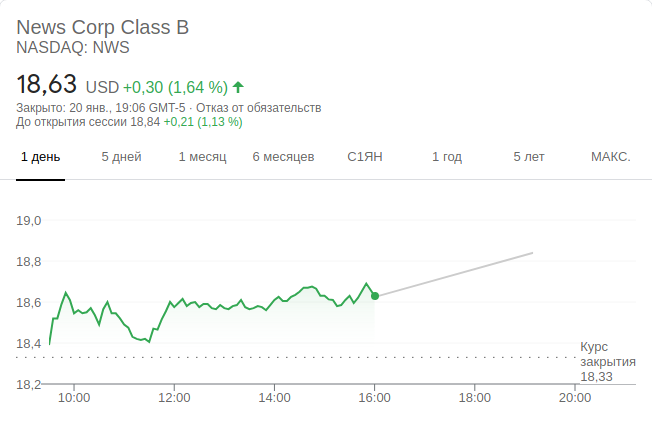 News Corp Class B
NASDAQ: NWS
18,63 USD +0,30 (1,64 %)
Закрыто: 20 янв., 19:06 GMT-5 · Отказ от обязательств
До открытия сессии 18,84 +0,21 (1,13 %)
1 день 5 дней 1 месяц 6 месяцев С1ЯН 1 год 5 лет МАКС.
19,0
18,8
18,6
18,4
Курс
закрытия
18,33
18,2
10:00 12:00 14:00 16:00 18:00 20:00